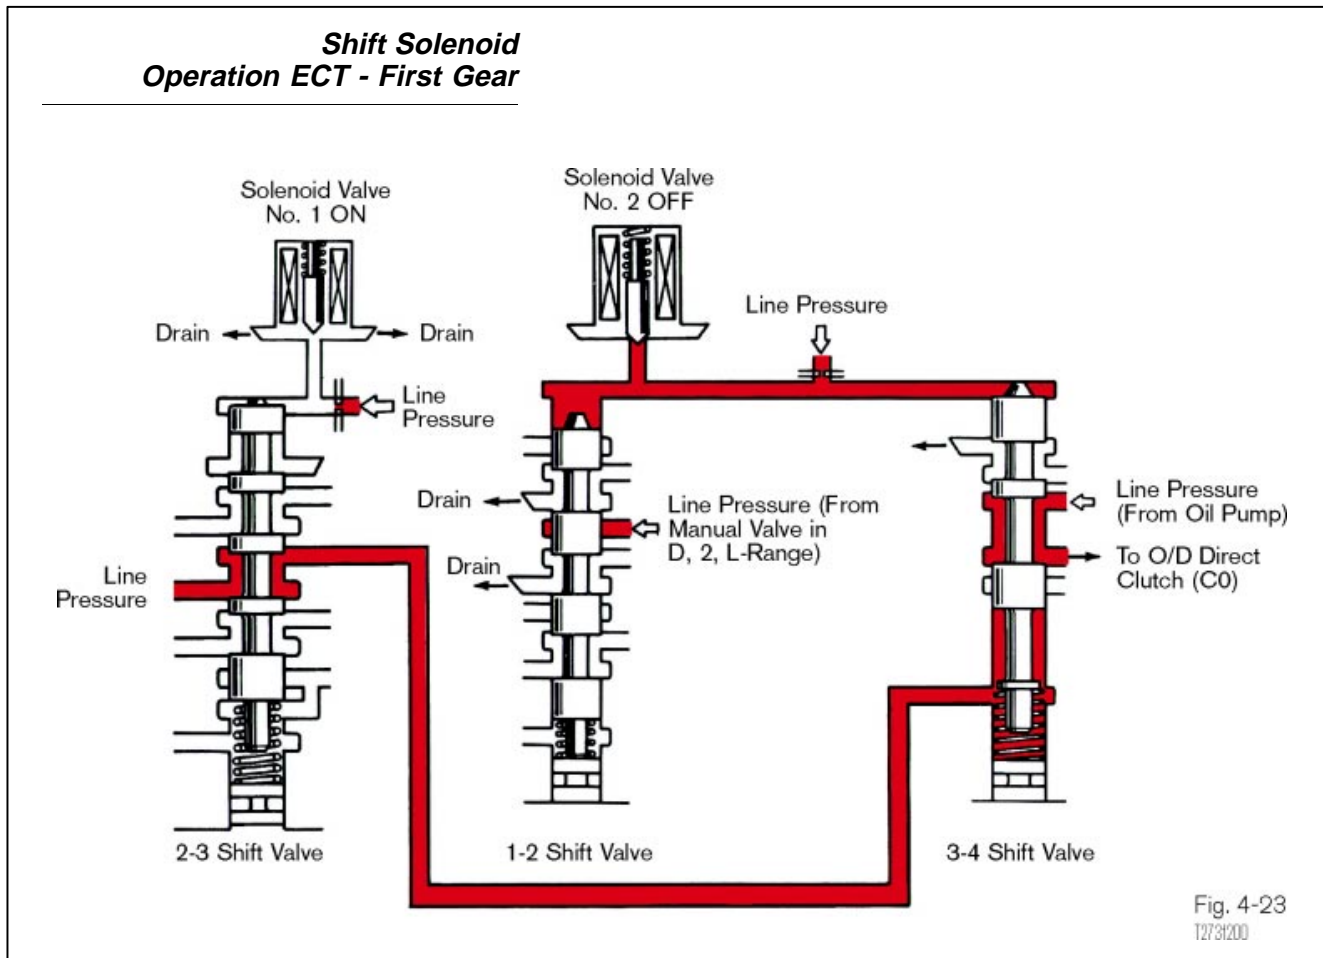 Shift Solenoid
Operation ECT - First Gear
Solenoid Valve
No. 1 ON
Solenoid Valve
No. 2 OFF
Drain
Drain
Line Pressure
Line
Pressure
Drain
Line Pressure (From
Manual Valve in
D, 2, L-Range)
Line Pressure
(From Oil Pump)
Drain
To O/D Direct
Clutch (C0)
Line
Pressure
2-3 Shift Valve
1-2 Shift Valve
3-4 Shift Valve
Fig. 4-23
T273f200